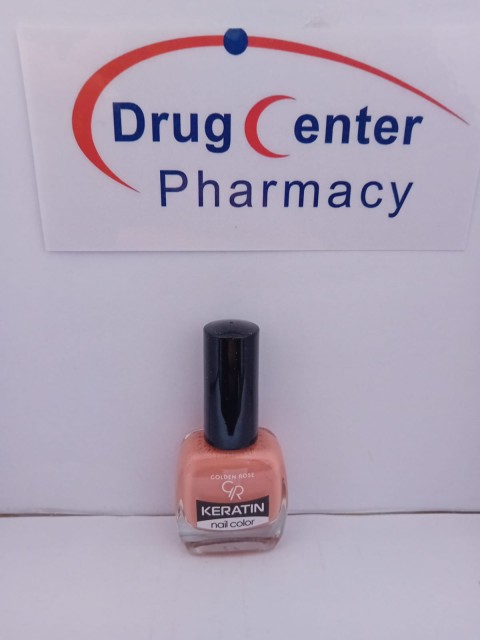 Drug Center
Pharmacy
GOLDEN ROSE
GR
KERATIN
nail color